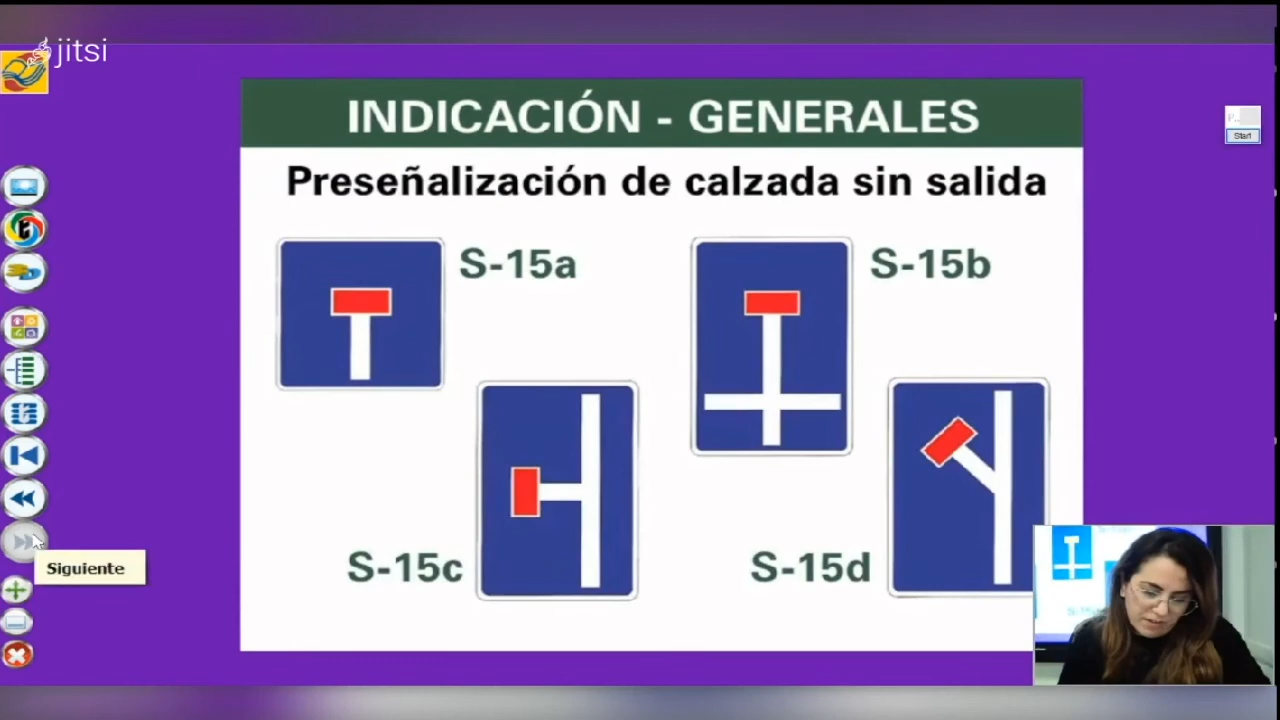 jitsi
INDICACIÓN - GENERALES
Preseñalización de calzada sin salida
S-15a
S-15b
S-15c
S-15d
Siguiente
Start